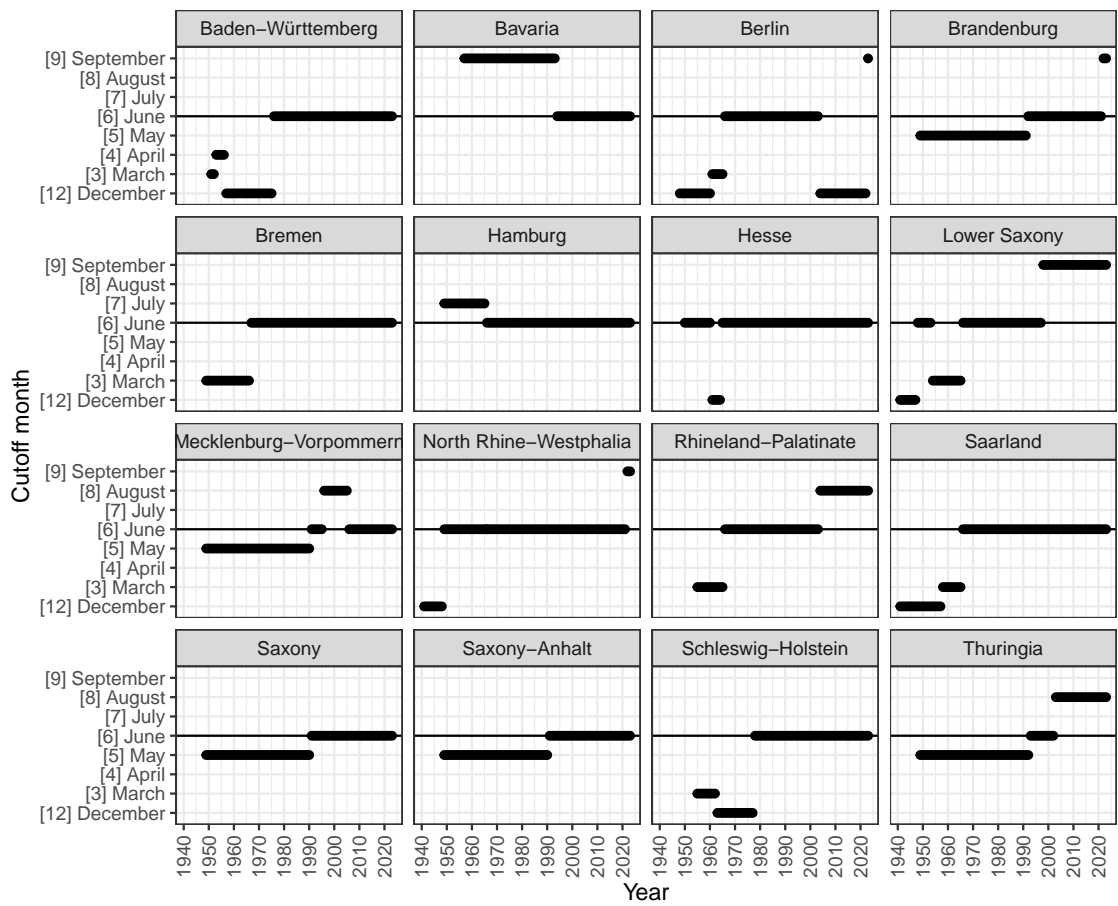 Baden−Württemberg Bavaria Berlin Brandenburg
[9] September
[8] August
[7] July
[6] June
[5] May
[4] April
[3] March
[12] December
Bremen Hamburg Hesse Lower Saxony
[9] September
[8] August
[7] July
[6] June
[5] May
[4] April
[3] March
[12] December
Cutoff month
Mecklenburg−Vorpommern North Rhine−Westphalia Rhineland−Palatinate Saarland
[9] September
[8] August
[7] July
[6] June
[5] May
[4] April
[3] March
[12] December
Saxony Saxony−Anhalt Schleswig−Holstein Thuringia
[9] September
[8] August
[7] July
[6] June
[5] May
[4] April
[3] March
[12] December
1940 1950 1960 1970 1980 1990 2000 2010 2020 1940 1950 1960 1970 1980 1990 2000 2010 2020 1940 1950 1960 1970 1980 1990 2000 2010 2020 1940 1950 1960 1970 1980 1990 2000 2010 2020
Year